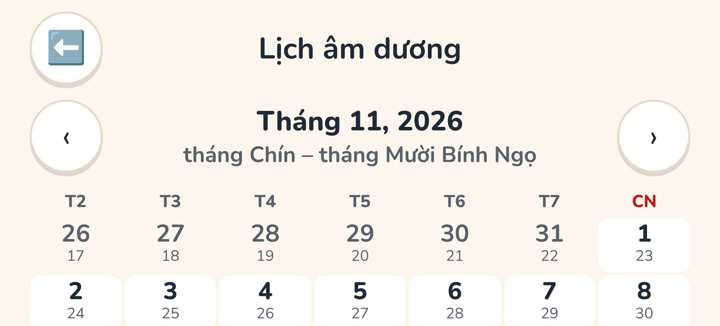 Lịch âm dương
‹ Tháng 11, 2026 ›
tháng Chín – tháng Mười Bính Ngọ
T2 T3 T4 T5 T6 T7 CN
26 27 28 29 30 31 1
17 18 19 20 21 22 23
2 3 4 5 6 7 8
24 25 26 27 28 29 30